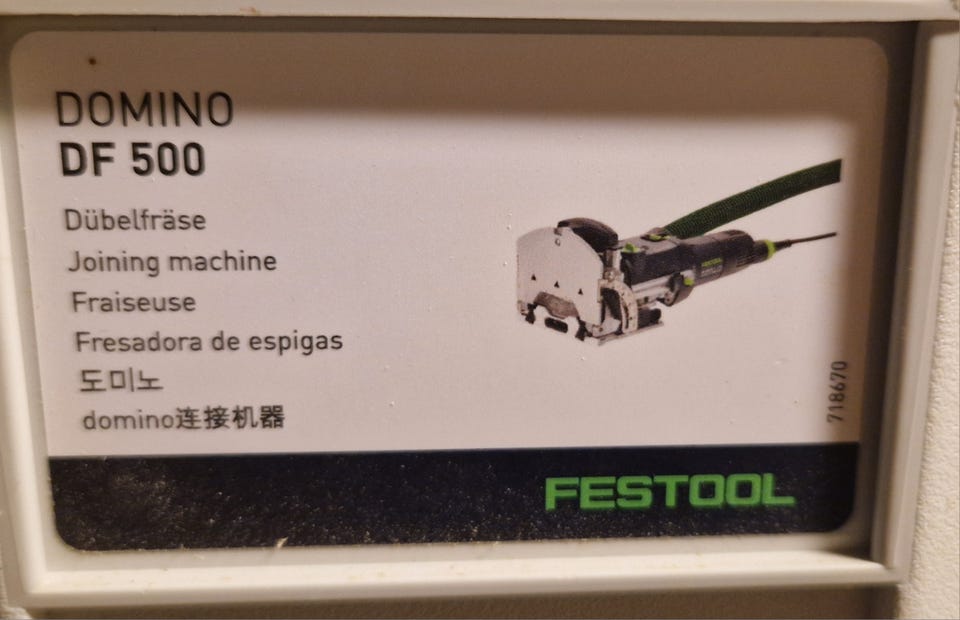 DOMINO
DF 500
Dübelfräse
Joining machine
Fraiseuse
Fresadora de espigas
도미노
domino连接机器
FESTOOL
718670
FESTOOL